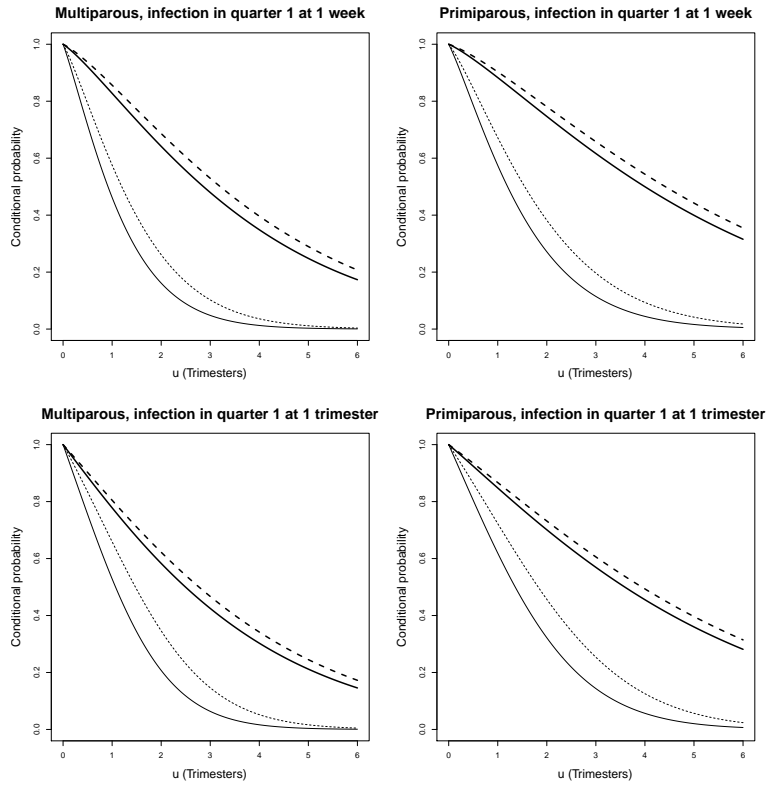 Multiparous, infection in quarter 1 at 1 week
Conditional probability
1.0
0.8
0.6
0.4
0.2
0.0
0 1 2 3 4 5 6
u (Trimesters)
Primiparous, infection in quarter 1 at 1 week
Conditional probability
1.0
0.8
0.6
0.4
0.2
0.0
0 1 2 3 4 5 6
u (Trimesters)
Multiparous, infection in quarter 1 at 1 trimester
Conditional probability
1.0
0.8
0.6
0.4
0.2
0.0
0 1 2 3 4 5 6
u (Trimesters)
Primiparous, infection in quarter 1 at 1 trimester
Conditional probability
1.0
0.8
0.6
0.4
0.2
0.0
0 1 2 3 4 5 6
u (Trimesters)